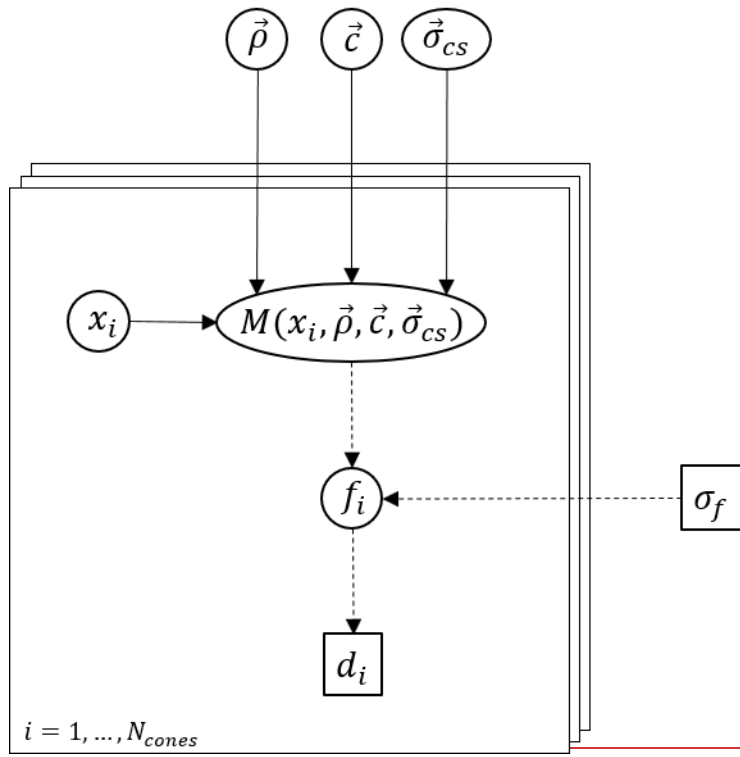 ρ⃗ c⃗ σ⃗_cs
x_i M(x_i, ρ⃗, c⃗, σ⃗_cs)
f_i σ_f
d_i
i = 1, ..., N_cones